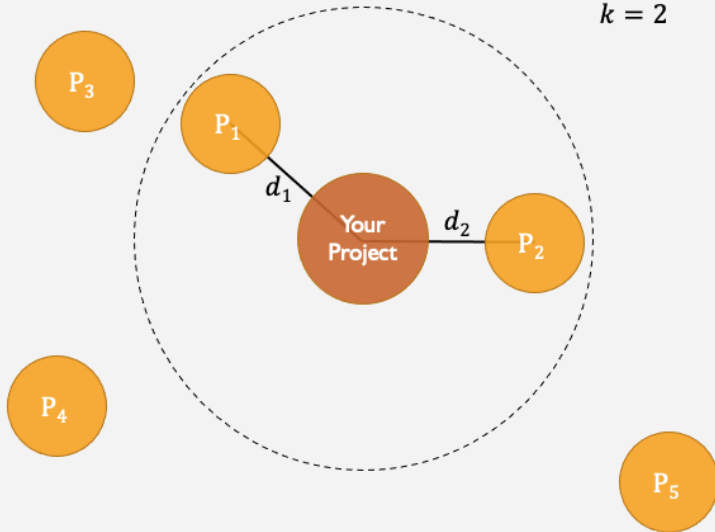 k = 2
P₃
P₁
d₁
Your
Project
d₂
P₂
P₄
P₅